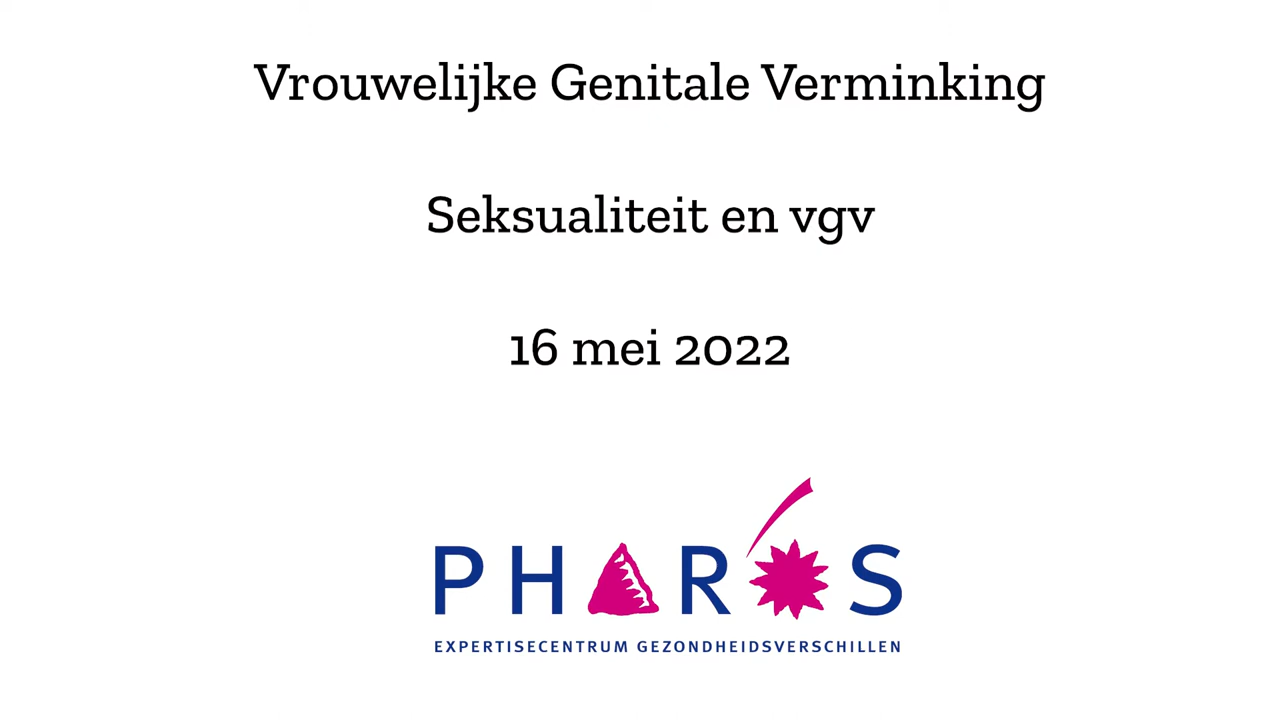 Vrouwelijke Genitale Verminking
Seksualiteit en vgv
16 mei 2022
PHAROS
EXPERTISECENTRUM GEZONDHEIDSVERSCHILLEN